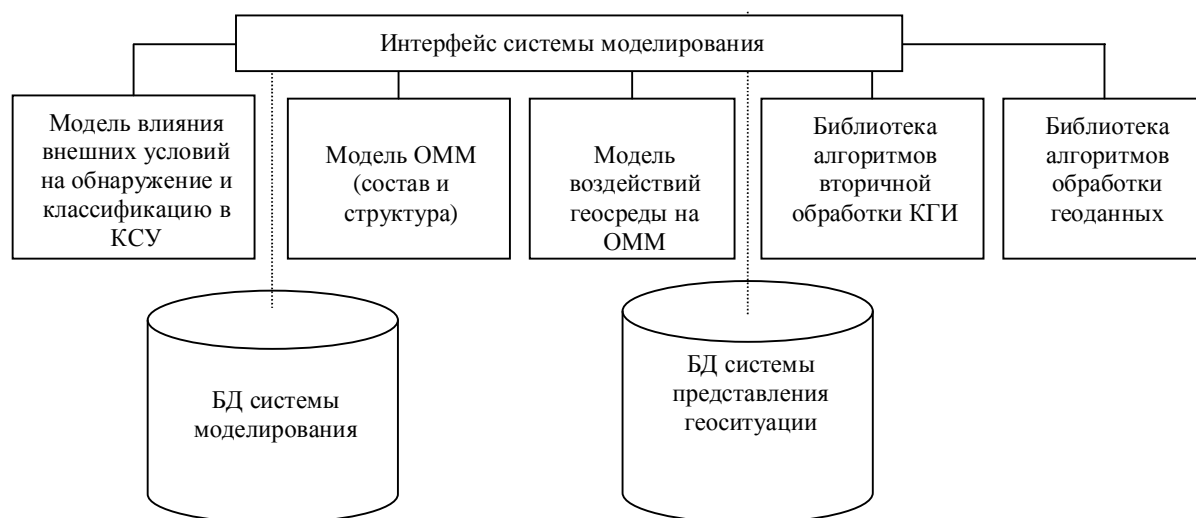 Интерфейс системы моделирования
Модель влияния
внешних условий
на обнаружение и
классификацию в
КСУ
Модель ОММ
(состав и
структура)
Модель
воздействий
геосреды на
ОММ
Библиотека
алгоритмов
вторичной
обработки КГИ
Библиотека
алгоритмов
обработки
геоданных
БД системы
моделирования
БД системы
представления
геоситуации